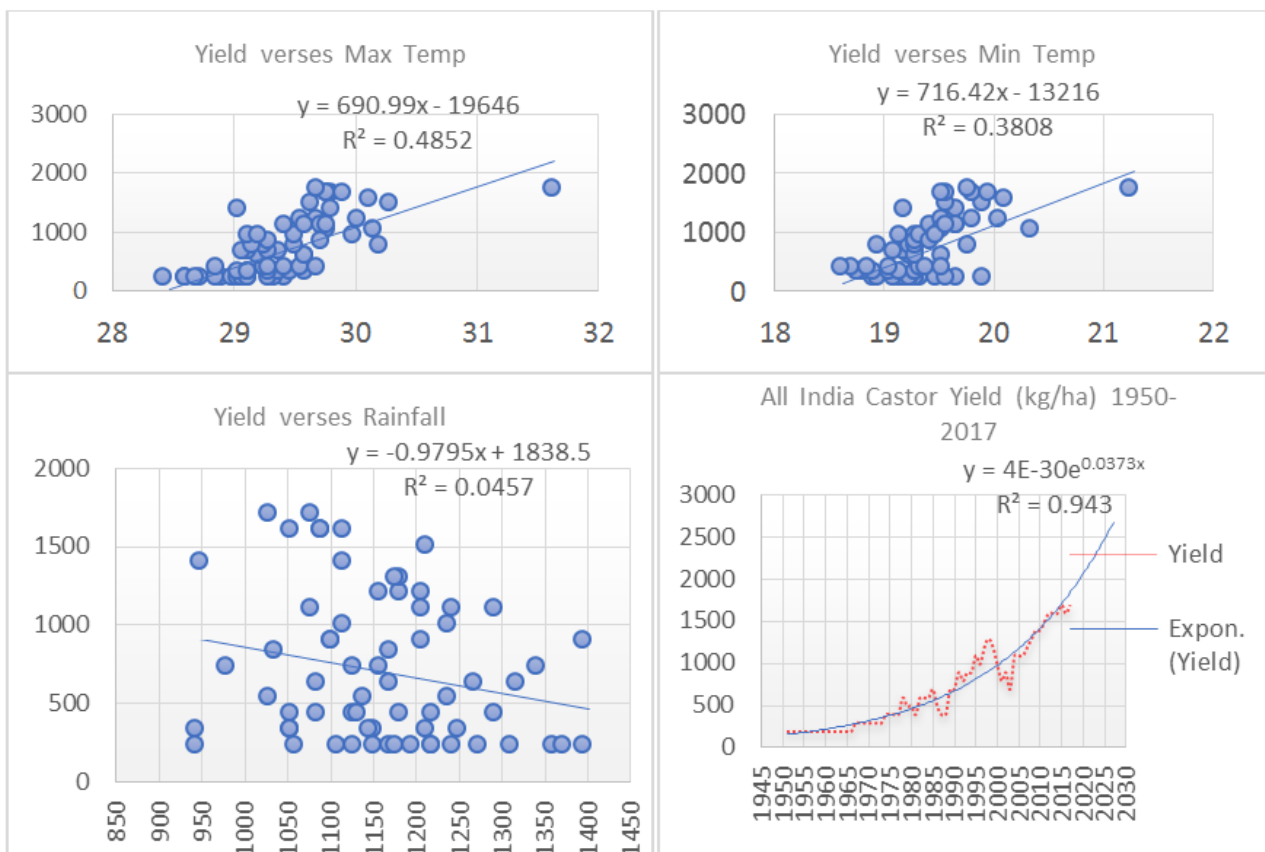 Yield verses Max Temp
y = 690.99x - 19646
R² = 0.4852
3000
2000
1000
0
28 29 30 31 32
Yield verses Min Temp
y = 716.42x - 13216
R² = 0.3808
3000
2000
1000
0
18 19 20 21 22
Yield verses Rainfall
y = -0.9795x + 1838.5
R² = 0.0457
2000
1500
1000
500
0
850 900 950 1000 1050 1100 1150 1200 1250 1300 1350 1400 1450
All India Castor Yield (kg/ha) 1950-
2017
y = 4E-30e^0.0373x
R² = 0.943
3000
2500
2000
1500
1000
500
0
1945 1950 1955 1960 1965 1970 1975 1980 1985 1990 1995 2000 2005 2010 2015 2020 2025 2030
Yield
Expon.
(Yield)